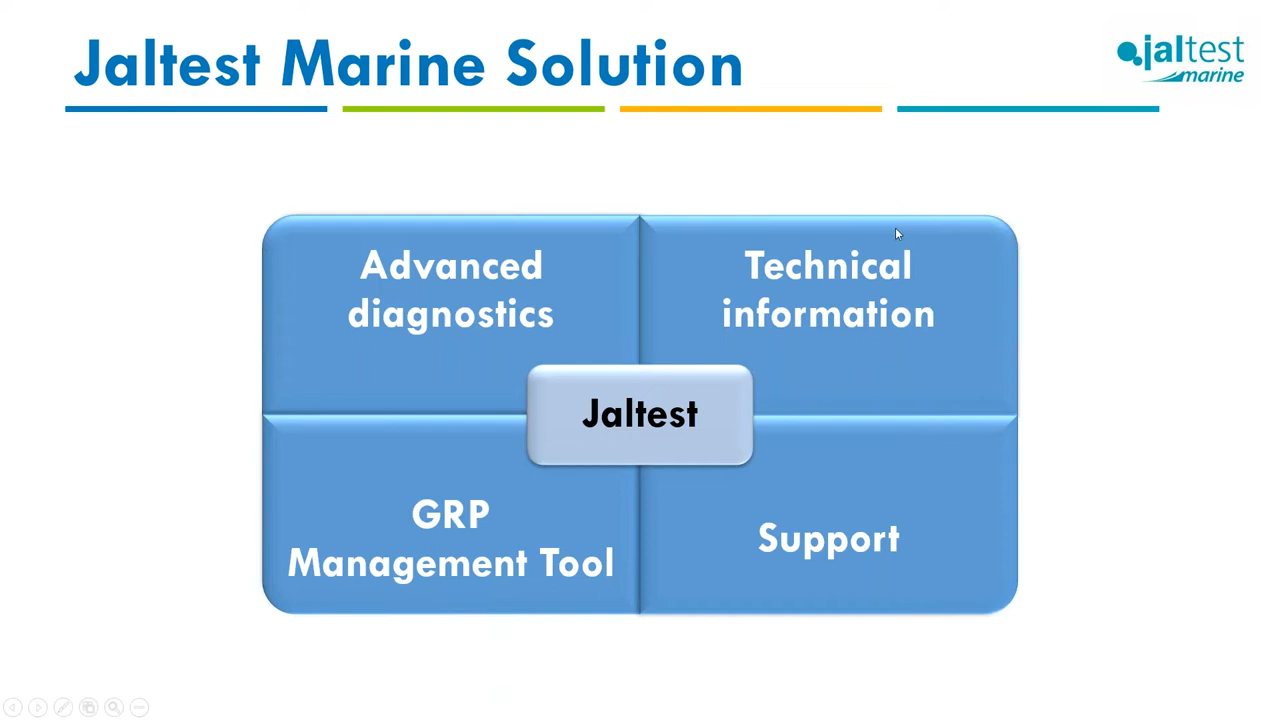 Jaltest Marine Solution
jaltest
marine
Advanced
diagnostics
Technical
information
Jaltest
GRP
Management Tool
Support